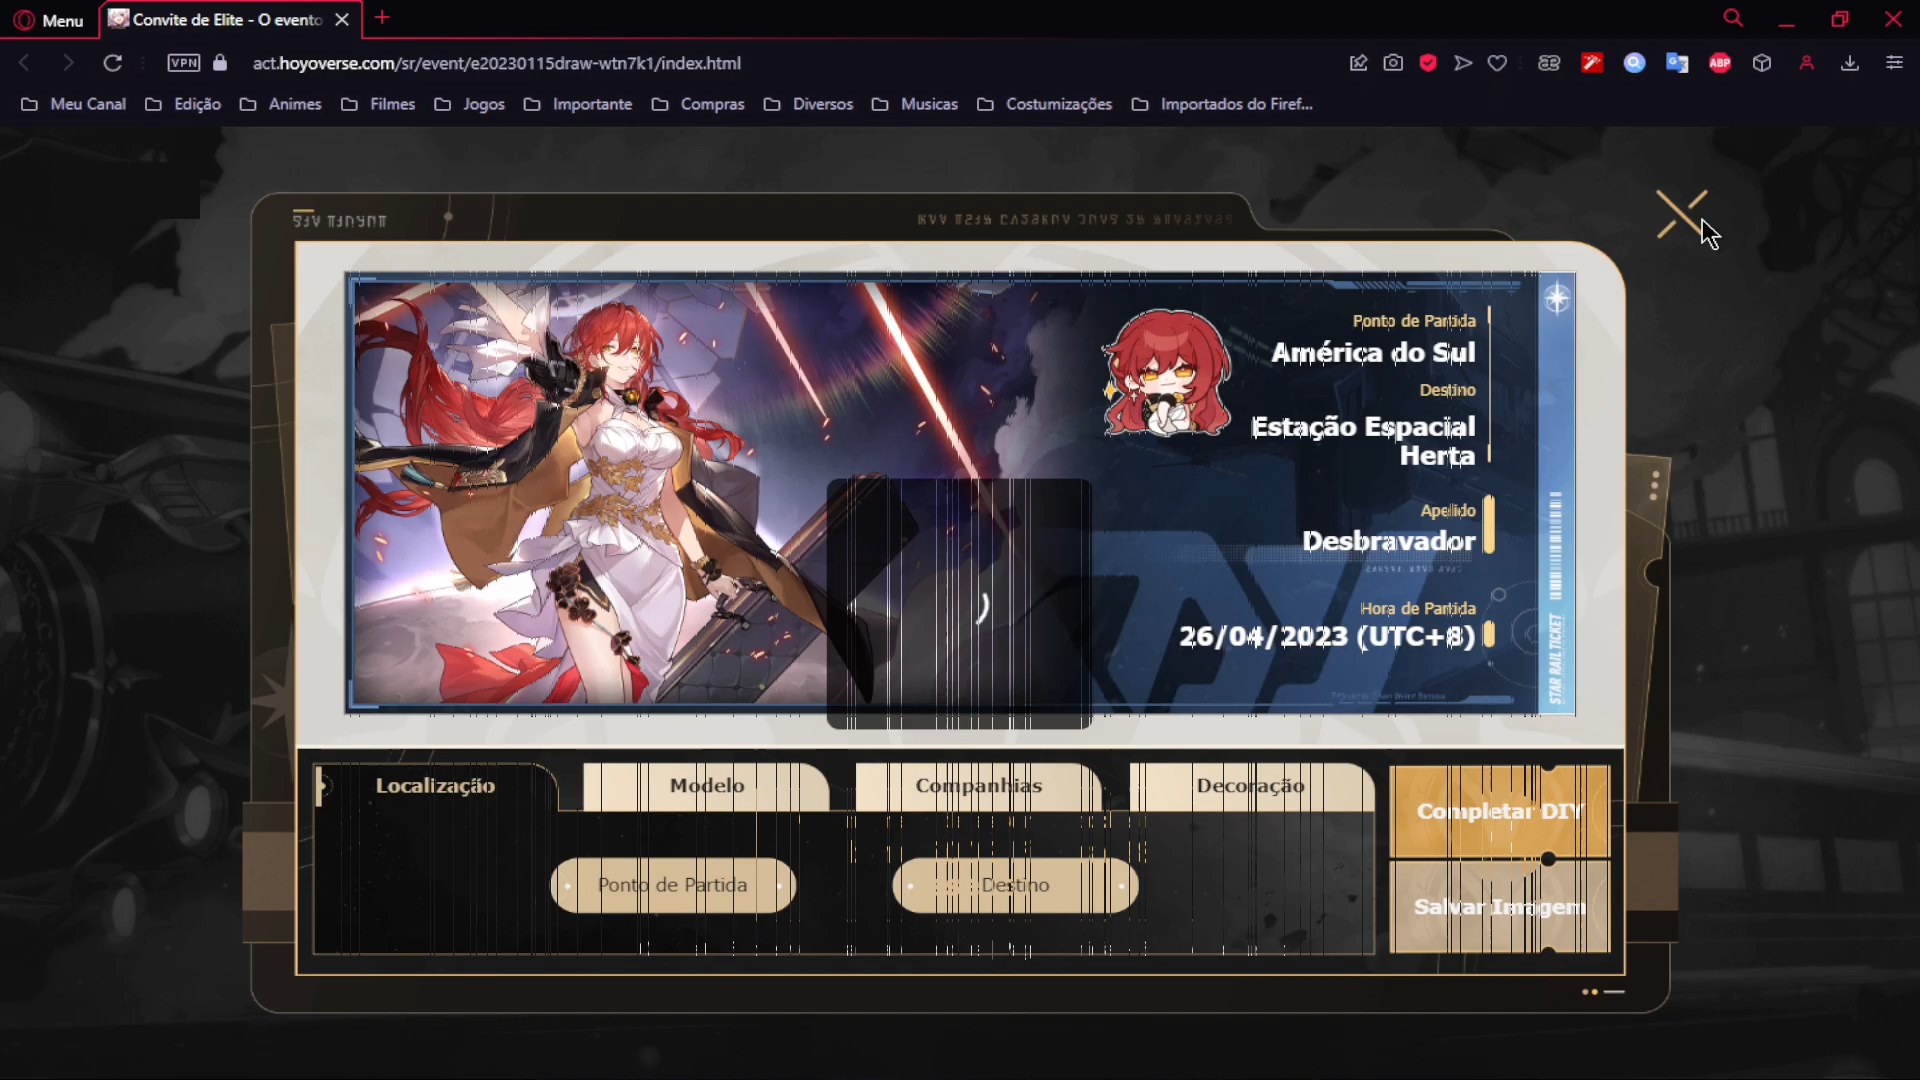 Menu
Convite de Elite - O evento
VPN
act.hoyoverse.com/sr/event/e20230115draw-wtn7k1/index.html
ABP
Meu Canal
Edição
Animes
Filmes
Jogos
Importante
Compras
Diversos
Musicas
Costumizações
Importados do Firef...
Ponto de Partida
América do Sul
Destino
Estação Espacial
Herta
Apelido
Desbravador
Hora de Partida
26/04/2023 (UTC+8)
STAR RAIL TICKET
Localização
Modelo
Companhias
Decoração
Completar DIY
Ponto de Partida
Destino
Salvar Imagem